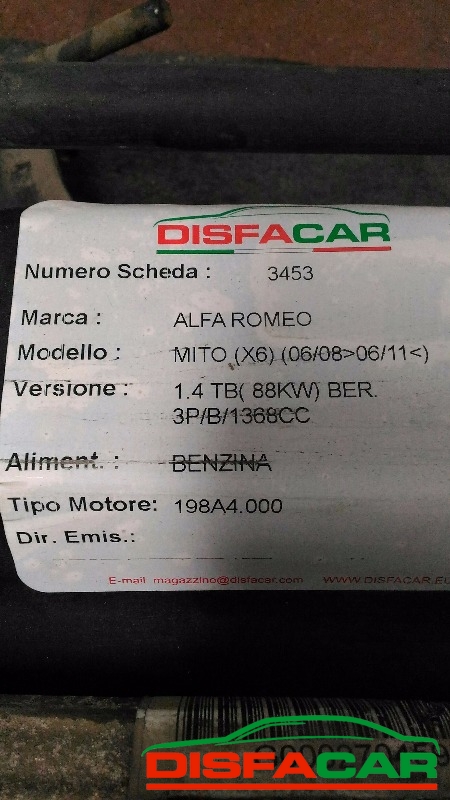 DISFACAR
Numero Scheda : 3453
Marca : ALFA ROMEO
Modello : MITO (X6) (06/08>06/11<)
Versione : 1.4 TB( 88KW) BER.
3P/B/1368CC
Aliment. : BENZINA
Tipo Motore: 198A4.000
Dir. Emis.:
E-mail magazzino@disfacar.com WWW.DISFACAR.EU
DISFACAR